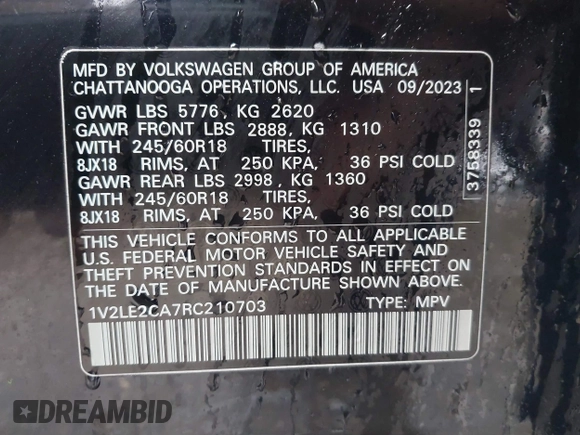 MFD BY VOLKSWAGEN GROUP OF AMERICA
CHATTANOOGA OPERATIONS, LLC. USA 09/2023
GVWR LBS 5776, KG 2620
GAWR FRONT LBS 2888, KG 1310
WITH 245/60R18 TIRES,
8JX18 RIMS, AT 250 KPA, 36 PSI COLD
GAWR REAR LBS 2998, KG 1360
WITH 245/60R18 TIRES,
8JX18 RIMS, AT 250 KPA, 36 PSI COLD
THIS VEHICLE CONFORMS TO ALL APPLICABLE
U.S. FEDERAL MOTOR VEHICLE SAFETY AND
THEFT PREVENTION STANDARDS IN EFFECT ON
THE DATE OF MANUFACTURE SHOWN ABOVE.
1V2LE2CA7RC210703 TYPE: MPV
3758339 1
DREAMBID